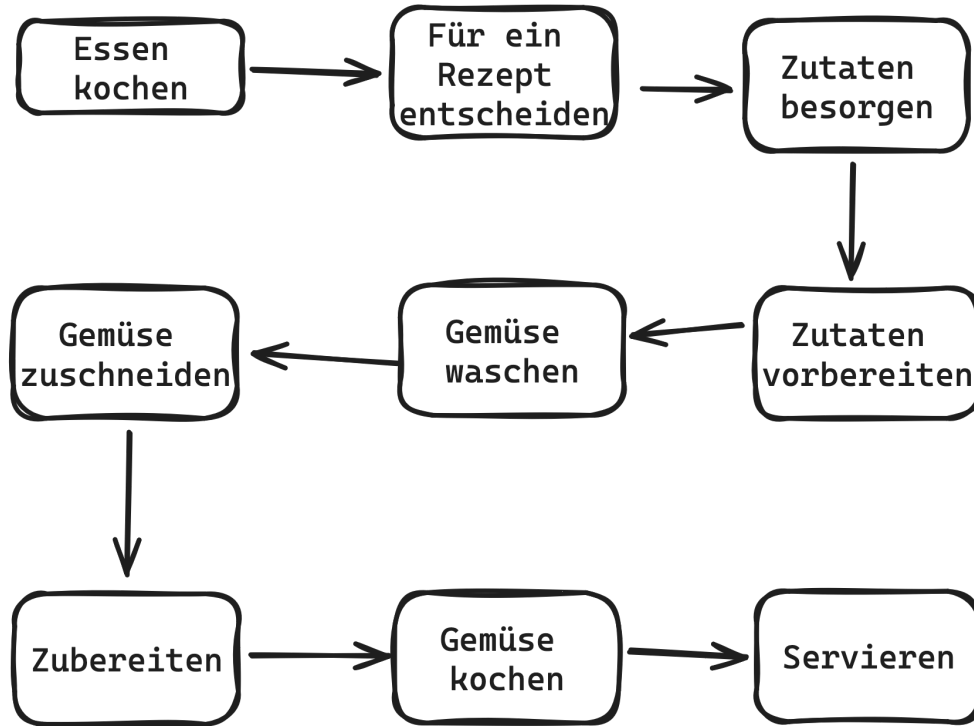 Essen
kochen
Für ein
Rezept
entscheiden
Zutaten
besorgen
Zutaten
vorbereiten
Gemüse
waschen
Gemüse
zuschneiden
Zubereiten
Gemüse
kochen
Servieren